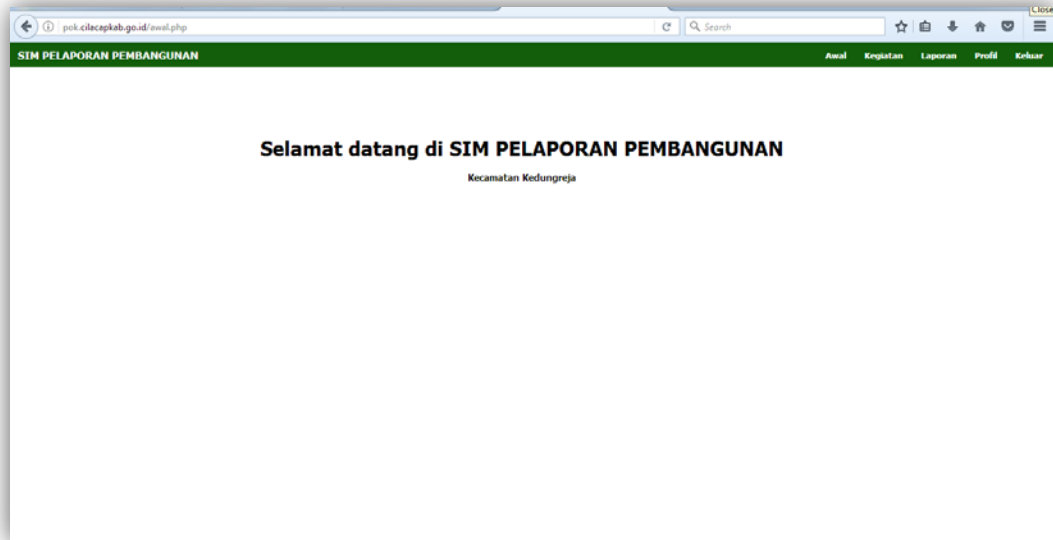 Close
pok.cilacapkab.go.id/awal.php
Search
SIM PELAPORAN PEMBANGUNAN
Awal Kegiatan Laporan Profil Keluar
Selamat datang di SIM PELAPORAN PEMBANGUNAN
Kecamatan Kedungreja